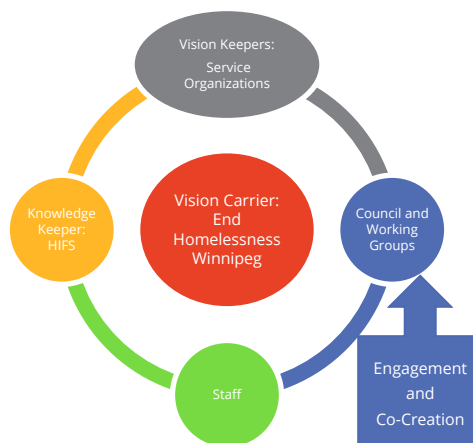 Vision Keepers:
Service
Organizations
Knowledge
Keeper:
HIFS
Vision Carrier:
End
Homelessness
Winnipeg
Council and
Working
Groups
Staff
Engagement
and
Co-Creation